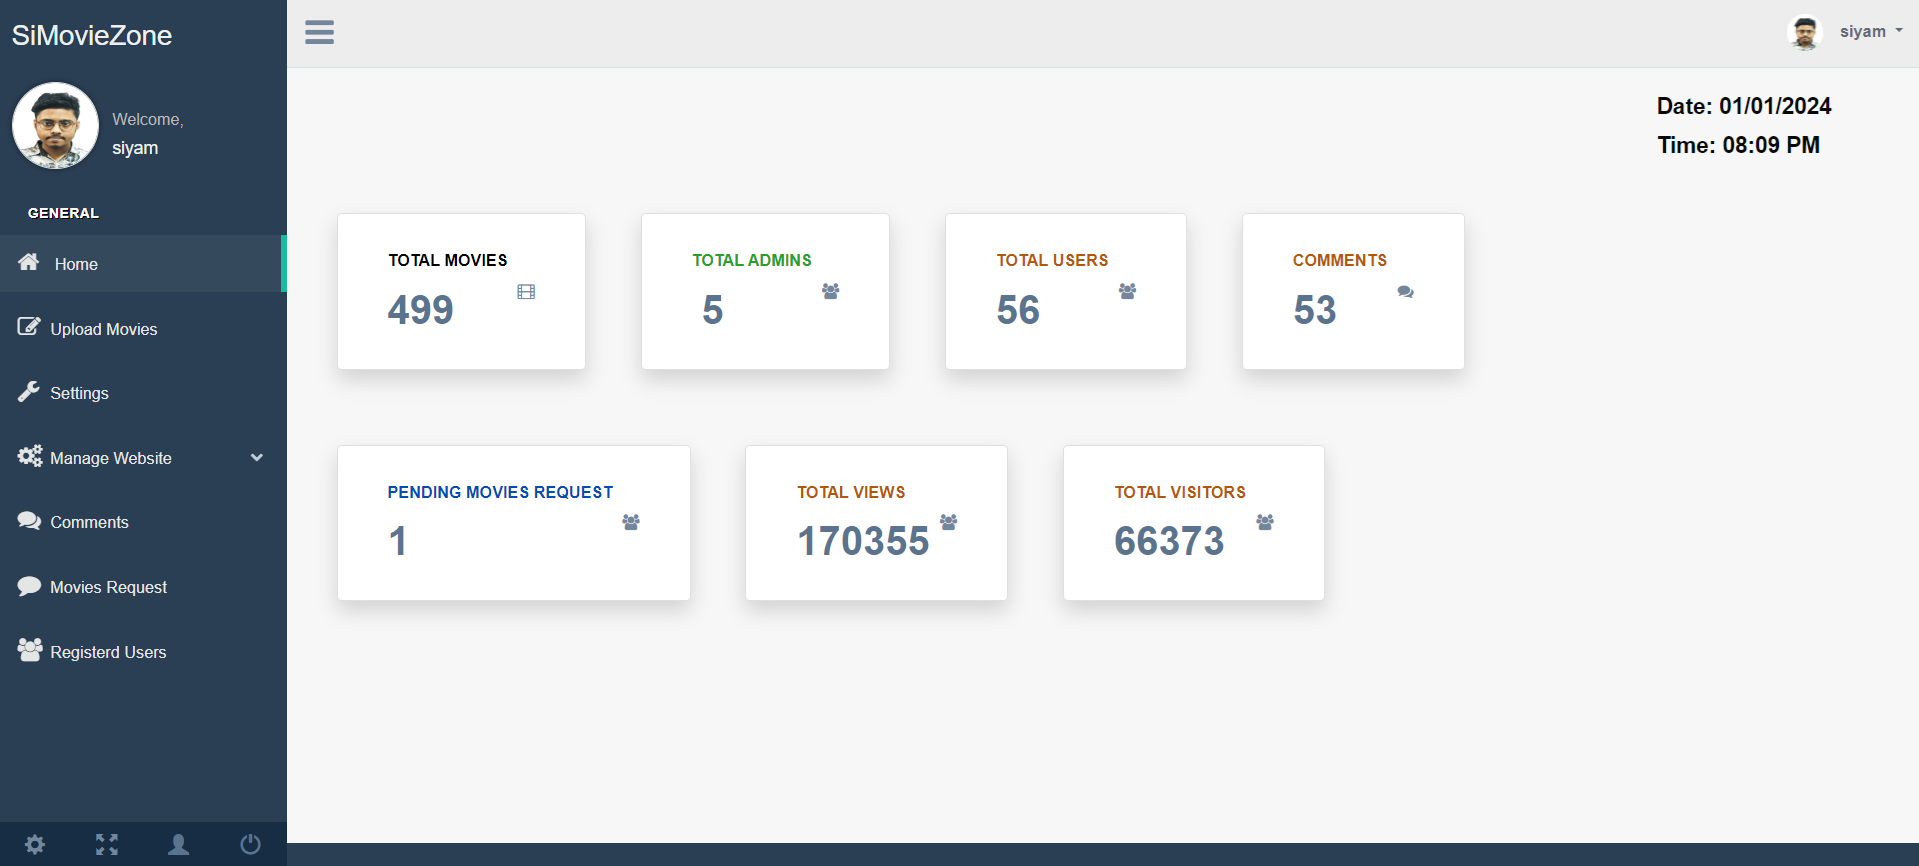 SiMovieZone
siyam
Welcome,
siyam
Date: 01/01/2024
Time: 08:09 PM
GENERAL
Home
Upload Movies
Settings
Manage Website
Comments
Movies Request
Registerd Users
TOTAL MOVIES
499
TOTAL ADMINS
5
TOTAL USERS
56
COMMENTS
53
PENDING MOVIES REQUEST
1
TOTAL VIEWS
170355
TOTAL VISITORS
66373